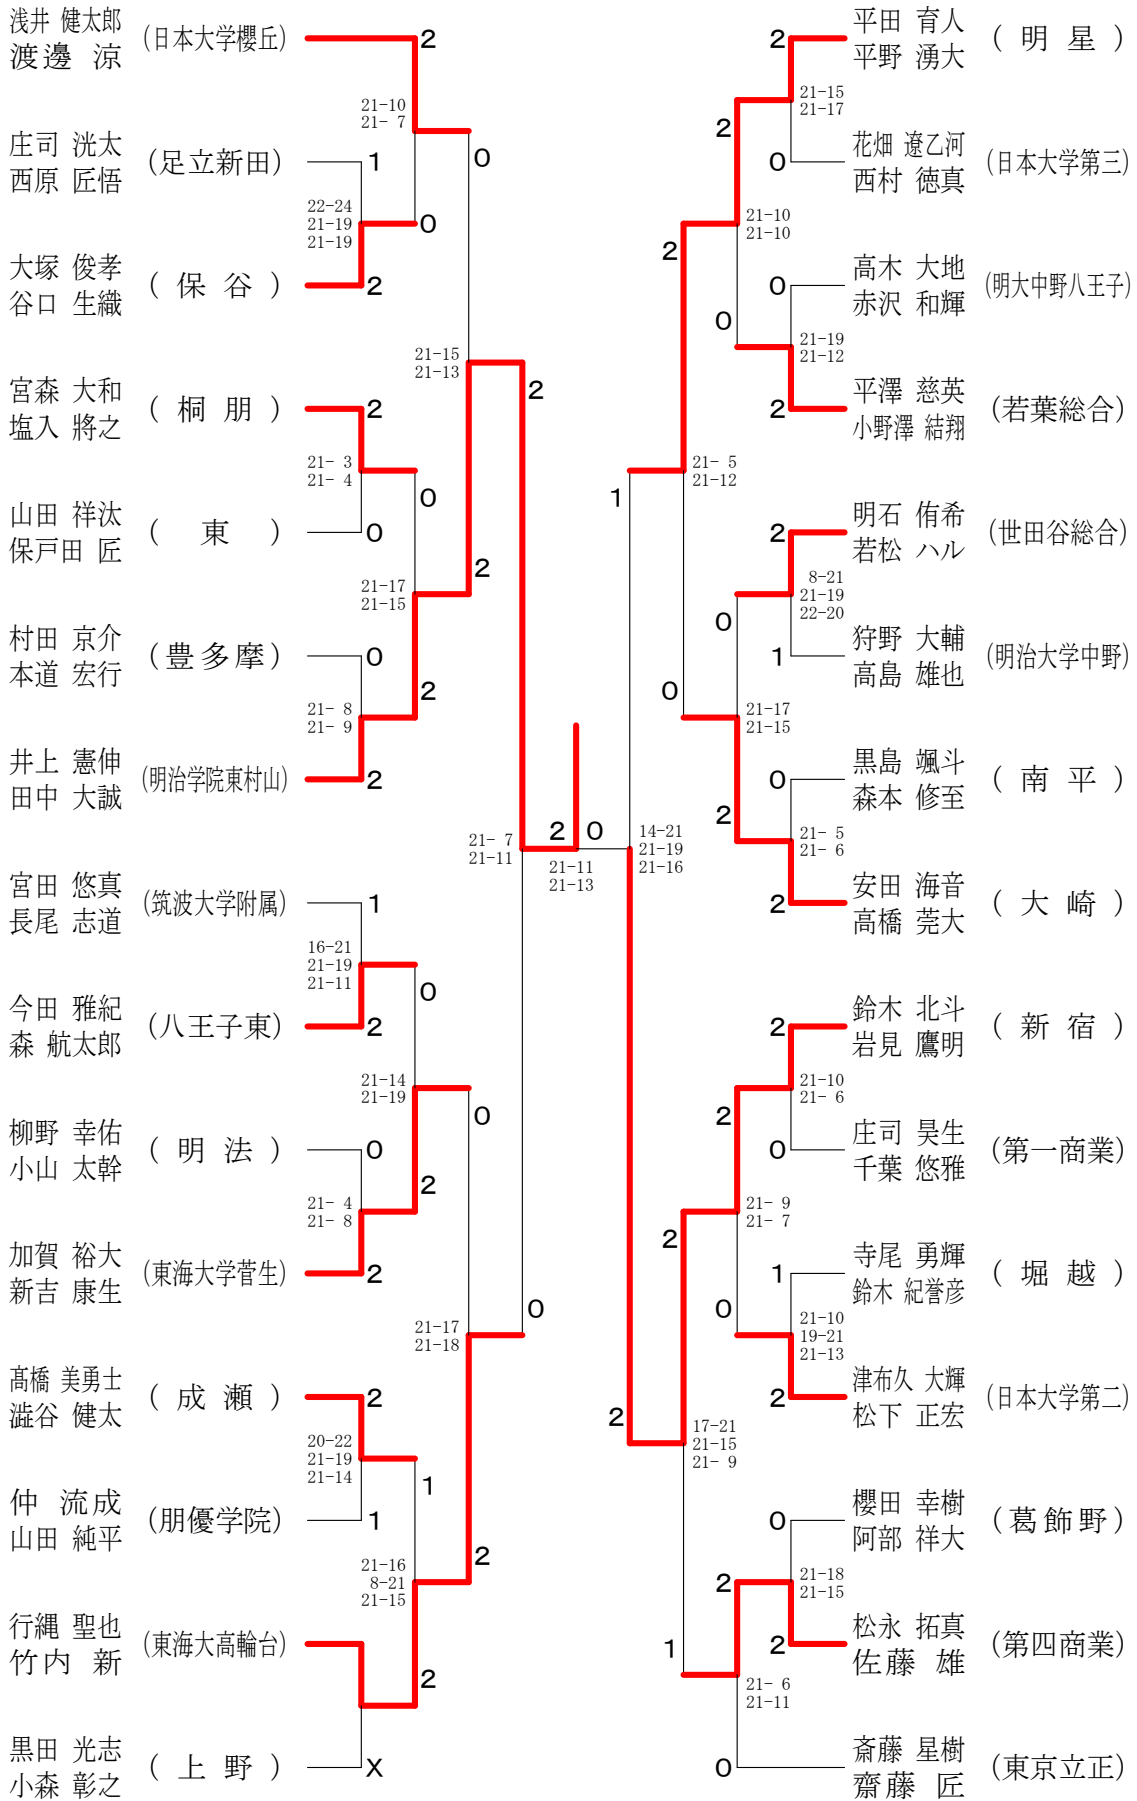 浅井 健太郎
渡邊 涼
(日本大学櫻丘)
2
21-10
21- 7
0
庄司 洸太
西原 匠悟
(足立新田)
1
22-24
21-19
21-19
0
大塚 俊孝
谷口 生織
( 保 谷 )
2
21-15
21-13
2
宮森 大和
塩入 將之
( 桐 朋 )
2
21- 3
21- 4
0
山田 祥汰
保戸田 匠
( 東 )
0
21-17
21-15
2
村田 京介
本道 宏行
(豊多摩)
0
21- 8
21- 9
2
井上 憲伸
田中 大誠
(明治学院東村山)
2
21- 7
21-11
2
0
21-11
21-13
宮田 悠真
長尾 志道
(筑波大学附属)
1
16-21
21-19
21-11
0
今田 雅紀
森 航太郎
(八王子東)
2
21-14
21-19
0
柳野 幸佑
小山 太幹
( 明 法 )
0
21- 4
21- 8
2
加賀 裕大
新吉 康生
(東海大学菅生)
2
21-17
21-18
0
髙橋 美勇士
澁谷 健太
( 成 瀬 )
2
20-22
21-19
21-14
1
仲 流成
山田 純平
(朋優学院)
1
21-16
8-21
21-15
2
行縄 聖也
竹内 新
(東海大高輪台)
2
黒田 光志
小森 彰之
( 上 野 )
X
平田 育人
平野 湧大
( 明 星 )
2
21-15
21-17
2
花畑 遼乙河
西村 徳真
(日本大学第三)
0
21-10
21-10
2
高木 大地
赤沢 和輝
(明大中野八王子)
0
21-19
21-12
0
平澤 慈英
小野澤 結翔
(若葉総合)
2
21- 5
21-12
1
明石 侑希
若松 ハル
(世田谷総合)
2
8-21
21-19
22-20
0
狩野 大輔
高島 雄也
(明治大学中野)
1
21-17
21-15
0
黒島 颯斗
森本 修至
( 南 平 )
0
21- 5
21- 6
2
安田 海音
高橋 莞大
( 大 崎 )
2
14-21
21-19
21-16
鈴木 北斗
岩見 鷹明
( 新 宿 )
2
21-10
21- 6
2
庄司 昊生
千葉 悠雅
(第一商業)
0
21- 9
21- 7
2
寺尾 勇輝
鈴木 紀誉彦
( 堀 越 )
1
21-10
19-21
21-13
0
津布久 大輝
松下 正宏
(日本大学第二)
2
17-21
21-15
21- 9
2
櫻田 幸樹
阿部 祥大
(葛飾野)
0
21-18
21-15
2
松永 拓真
佐藤 雄
(第四商業)
2
21- 6
21-11
1
斎藤 星樹
齋藤 匠
(東京立正)
0